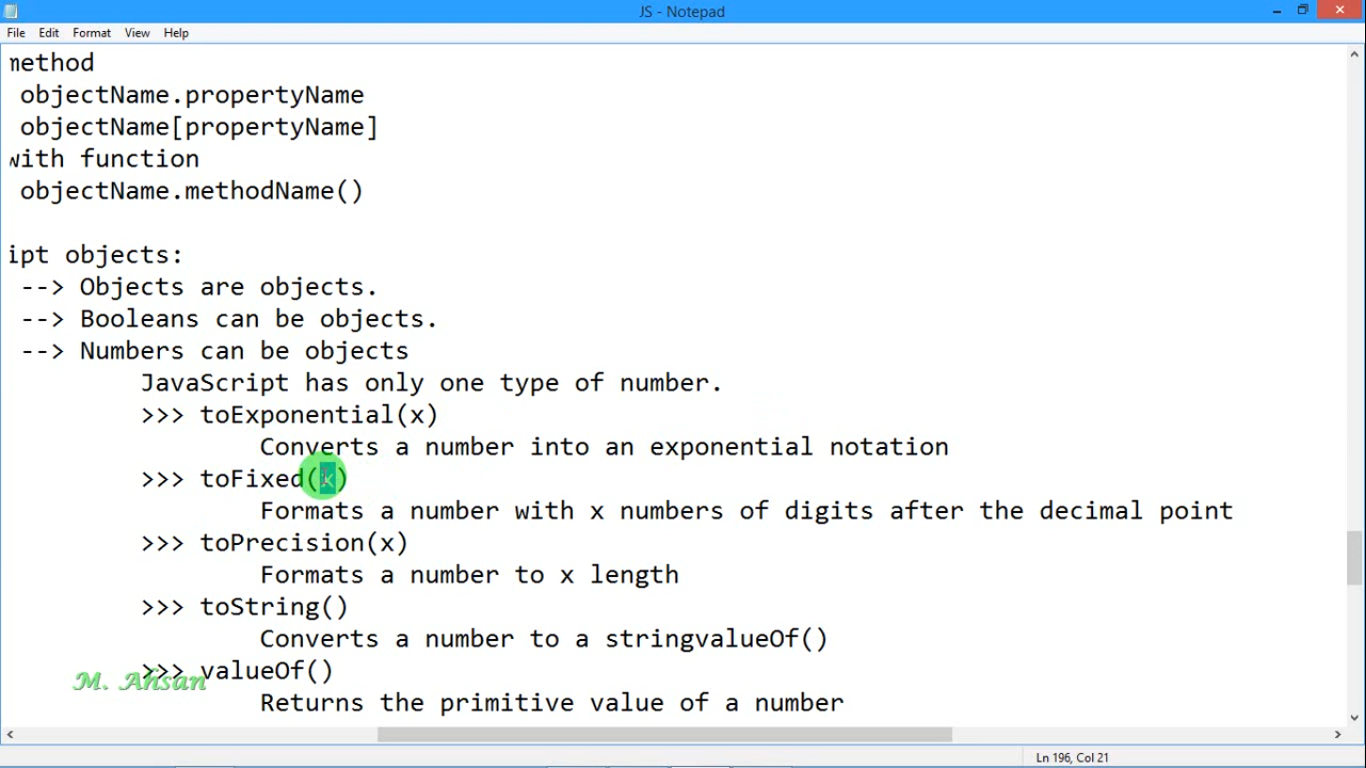 JS - Notepad
File Edit Format View Help
method
objectName.propertyName
objectName[propertyName]
with function
objectName.methodName()
ipt objects:
--> Objects are objects.
--> Booleans can be objects.
--> Numbers can be objects
JavaScript has only one type of number.
>>> toExponential(x)
Converts a number into an exponential notation
>>> toFixed(x)
Formats a number with x numbers of digits after the decimal point
>>> toPrecision(x)
Formats a number to x length
>>> toString()
Converts a number to a stringvalueOf()
>>> valueOf()
M. Ahsan
Returns the primitive value of a number
Ln 196, Col 21